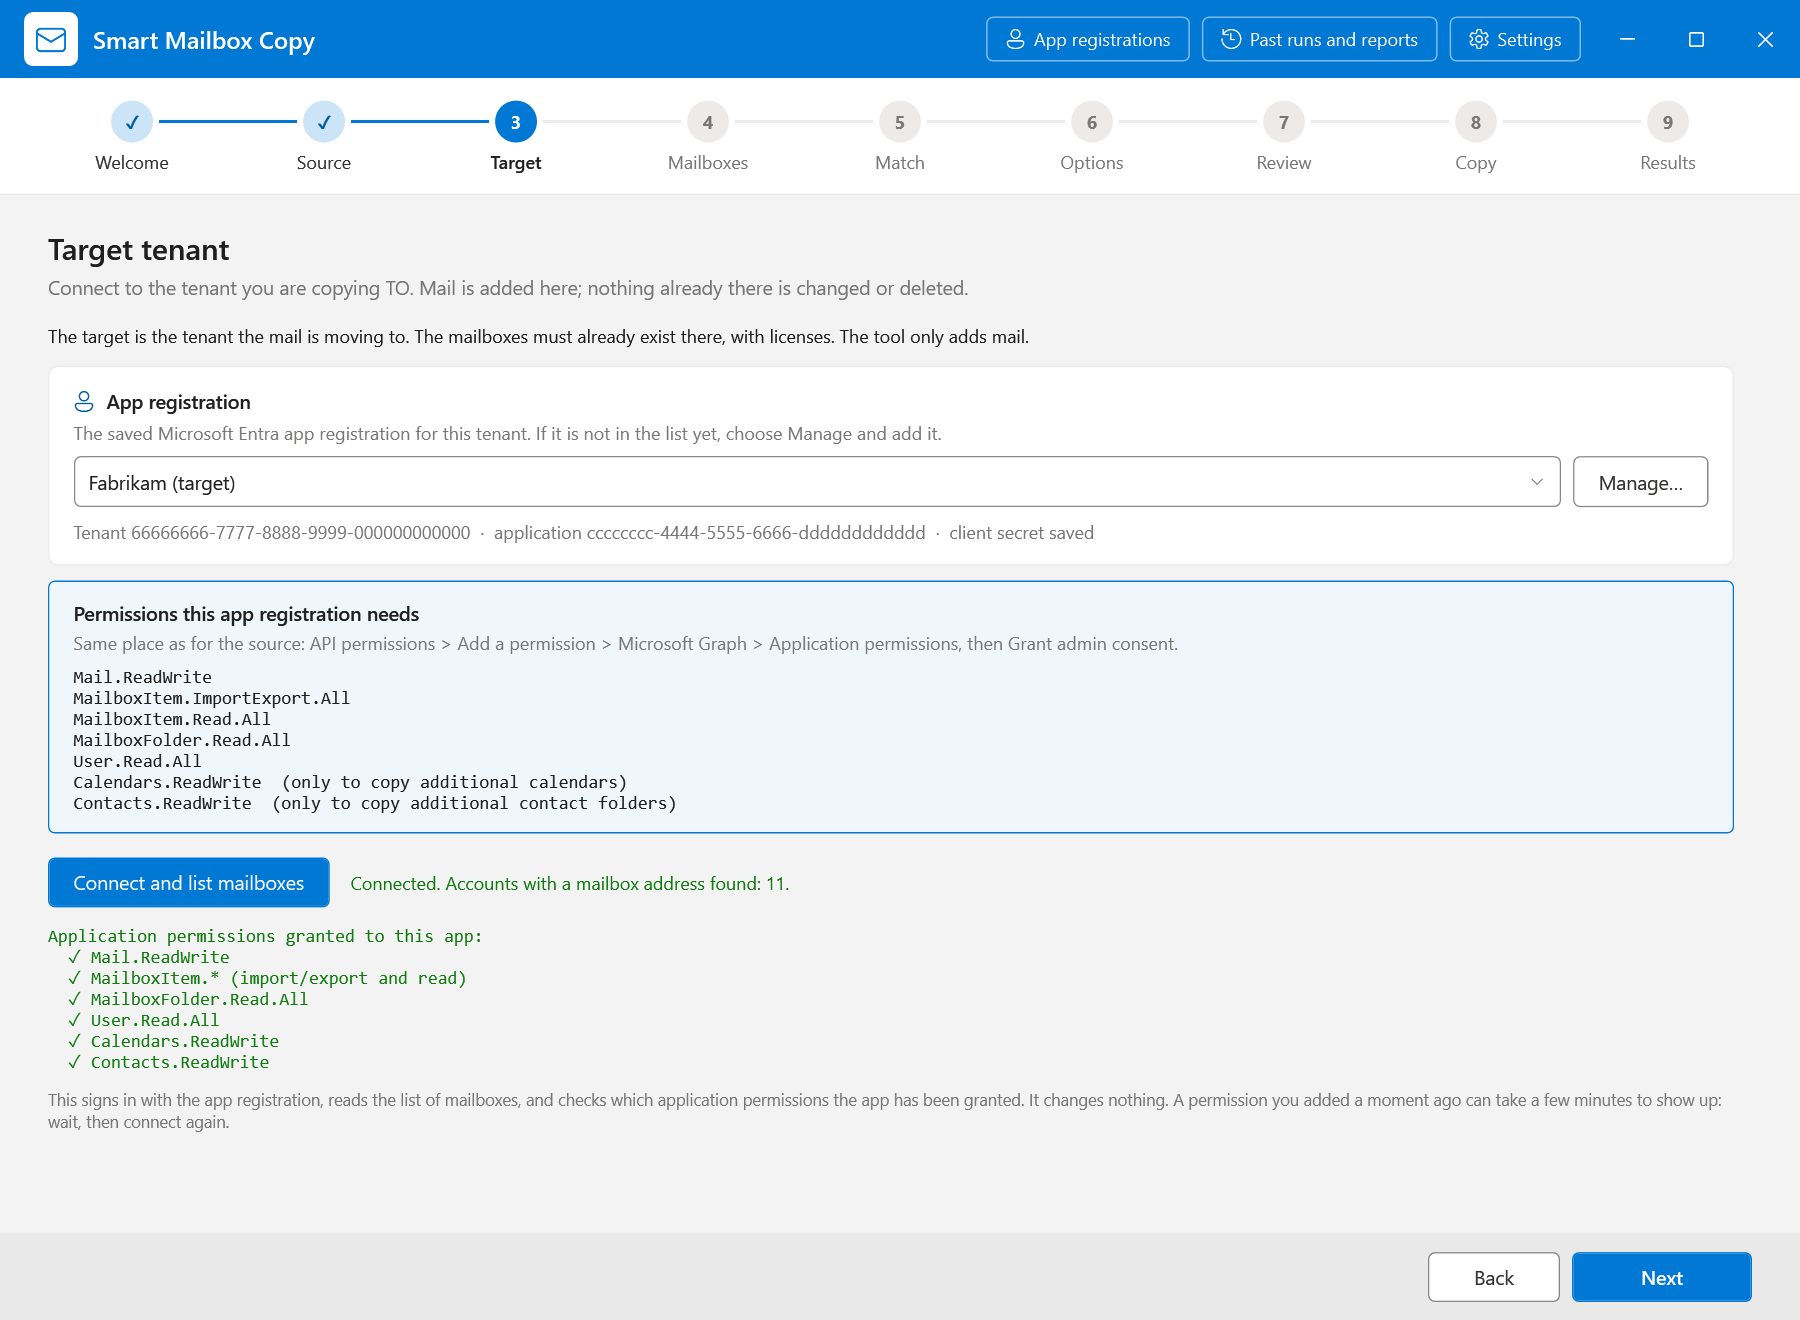 Smart Mailbox Copy
App registrations
Past runs and reports
Settings
✓ ✓ 3 4 5 6 7 8 9
Welcome Source Target Mailboxes Match Options Review Copy Results
Target tenant
Connect to the tenant you are copying TO. Mail is added here; nothing already there is changed or deleted.
The target is the tenant the mail is moving to. The mailboxes must already exist there, with licenses. The tool only adds mail.
App registration
The saved Microsoft Entra app registration for this tenant. If it is not in the list yet, choose Manage and add it.
Fabrikam (target)
Manage...
Tenant 66666666-7777-8888-9999-000000000000 · application cccccccc-4444-5555-6666-dddddddddddd · client secret saved
Permissions this app registration needs
Same place as for the source: API permissions > Add a permission > Microsoft Graph > Application permissions, then Grant admin consent.
Mail.ReadWrite
MailboxItem.ImportExport.All
MailboxItem.Read.All
MailboxFolder.Read.All
User.Read.All
Calendars.ReadWrite (only to copy additional calendars)
Contacts.ReadWrite (only to copy additional contact folders)
Connect and list mailboxes
Connected. Accounts with a mailbox address found: 11.
Application permissions granted to this app:
✓ Mail.ReadWrite
✓ MailboxItem.* (import/export and read)
✓ MailboxFolder.Read.All
✓ User.Read.All
✓ Calendars.ReadWrite
✓ Contacts.ReadWrite
This signs in with the app registration, reads the list of mailboxes, and checks which application permissions the app has been granted. It changes nothing. A permission you added a moment ago can take a few minutes to show up:
wait, then connect again.
Back
Next